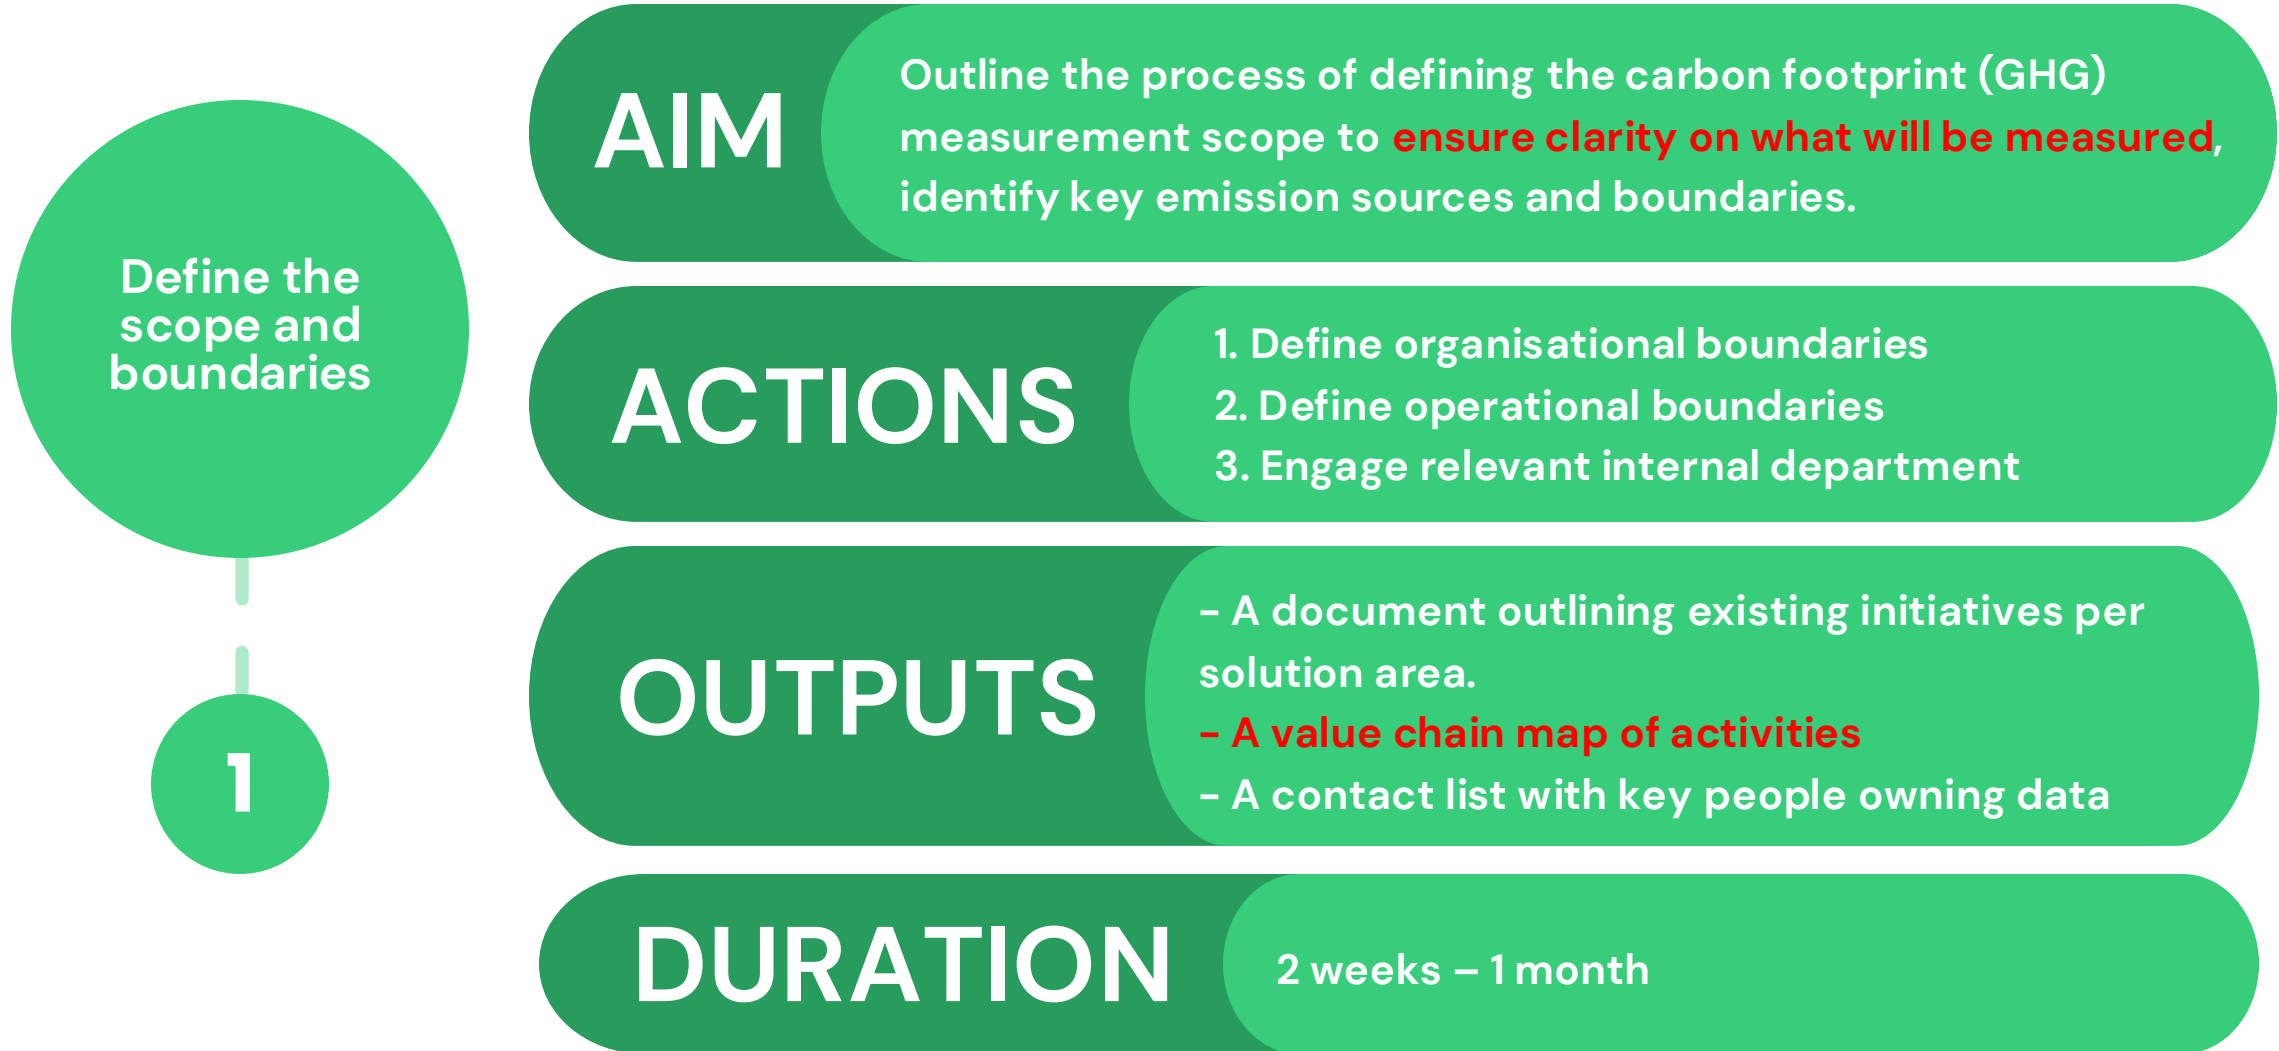 Define the
scope and
boundaries
1
AIM
Outline the process of defining the carbon footprint (GHG)
measurement scope to ensure clarity on what will be measured,
identify key emission sources and boundaries.
ACTIONS
1. Define organisational boundaries
2. Define operational boundaries
3. Engage relevant internal department
OUTPUTS
- A document outlining existing initiatives per
solution area.
- A value chain map of activities
- A contact list with key people owning data
DURATION
2 weeks – 1 month